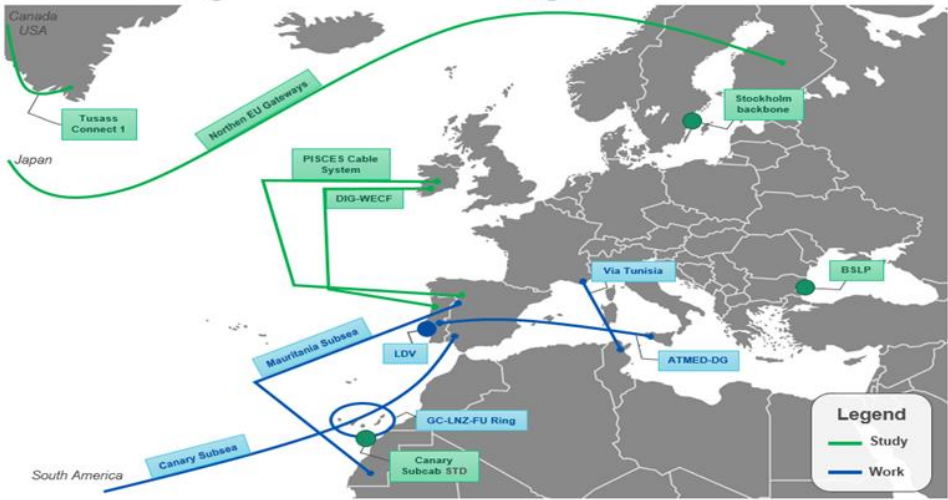 Canada
USA
Tusass
Connect 1
Northen EU Gateways
Stockholm
backbone
Japan
PISCES Cable
System
DIG-WECF
Via Tunisia
BSLP
Mauritania Subsea
LDV
ATMED-DG
GC-LNZ-FU Ring
Canary Subsea
Canary
Subcab STD
South America
Legend
Study
Work